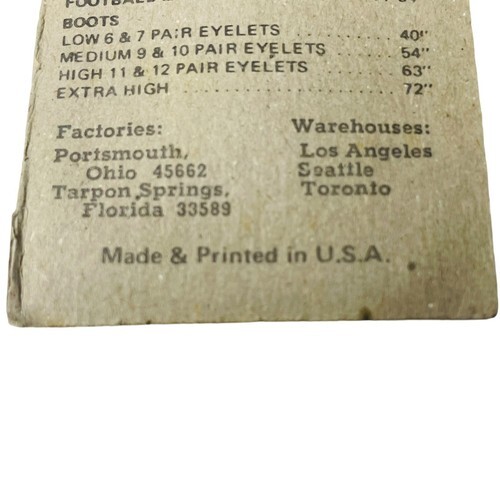 BOOTS
LOW 6 & 7 PAIR EYELETS .............. 40"
MEDIUM 9 & 10 PAIR EYELETS ..... 54"
HIGH 11 & 12 PAIR EYELETS ......... 63"
EXTRA HIGH ........................ 72"
Factories: Warehouses:
Portsmouth, Los Angeles
Ohio 45662 Seattle
Tarpon Springs, Toronto
Florida 33589
Made & Printed in U.S.A.